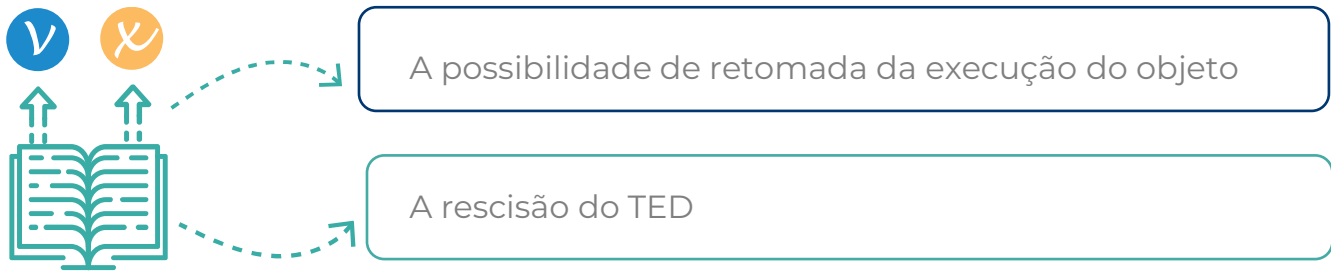 V X
A possibilidade de retomada da execução do objeto
A rescisão do TED